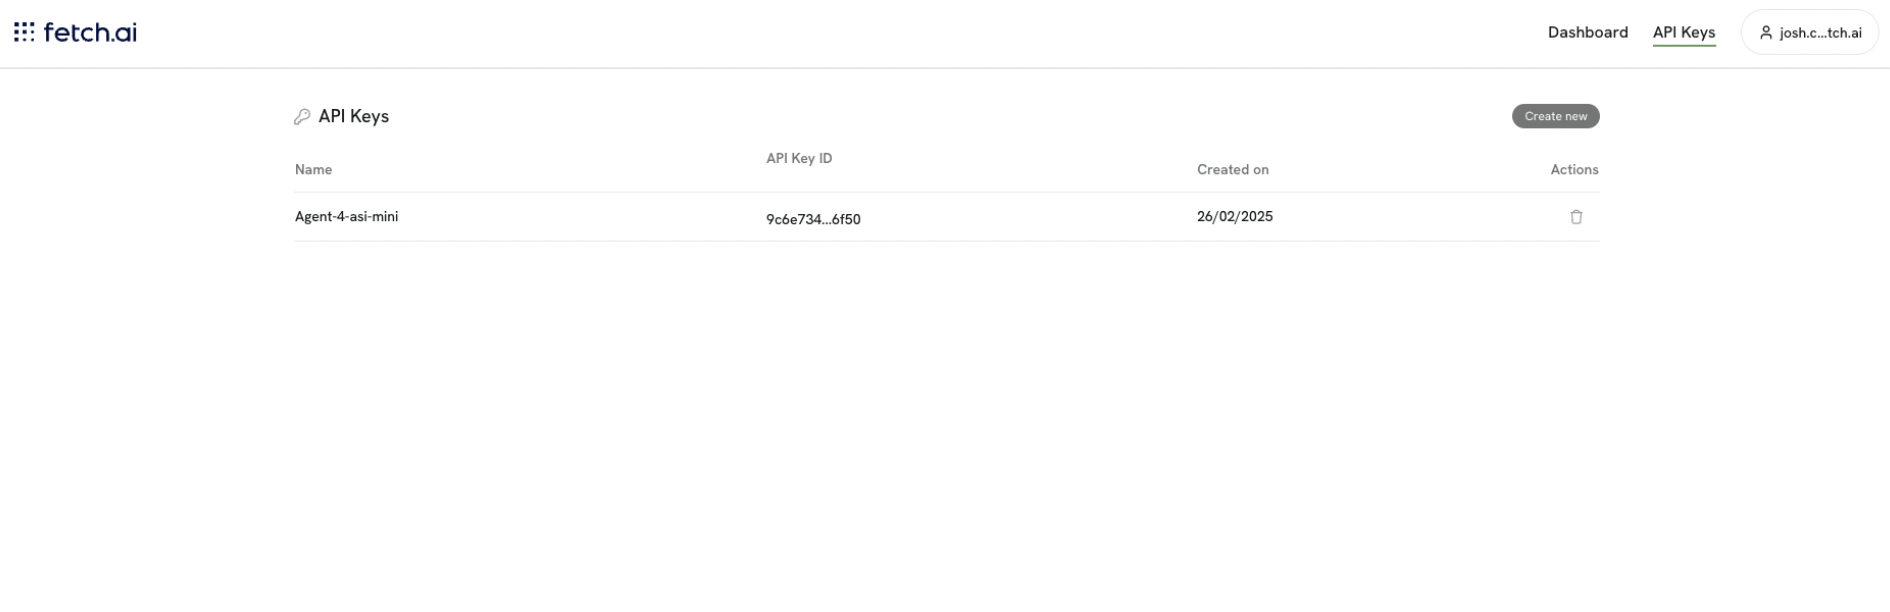 fetch.ai
Dashboard API Keys josh.c...tch.ai
API Keys Create new
Name API Key ID Created on Actions
Agent-4-asi-mini 9c6e734...6f50 26/02/2025